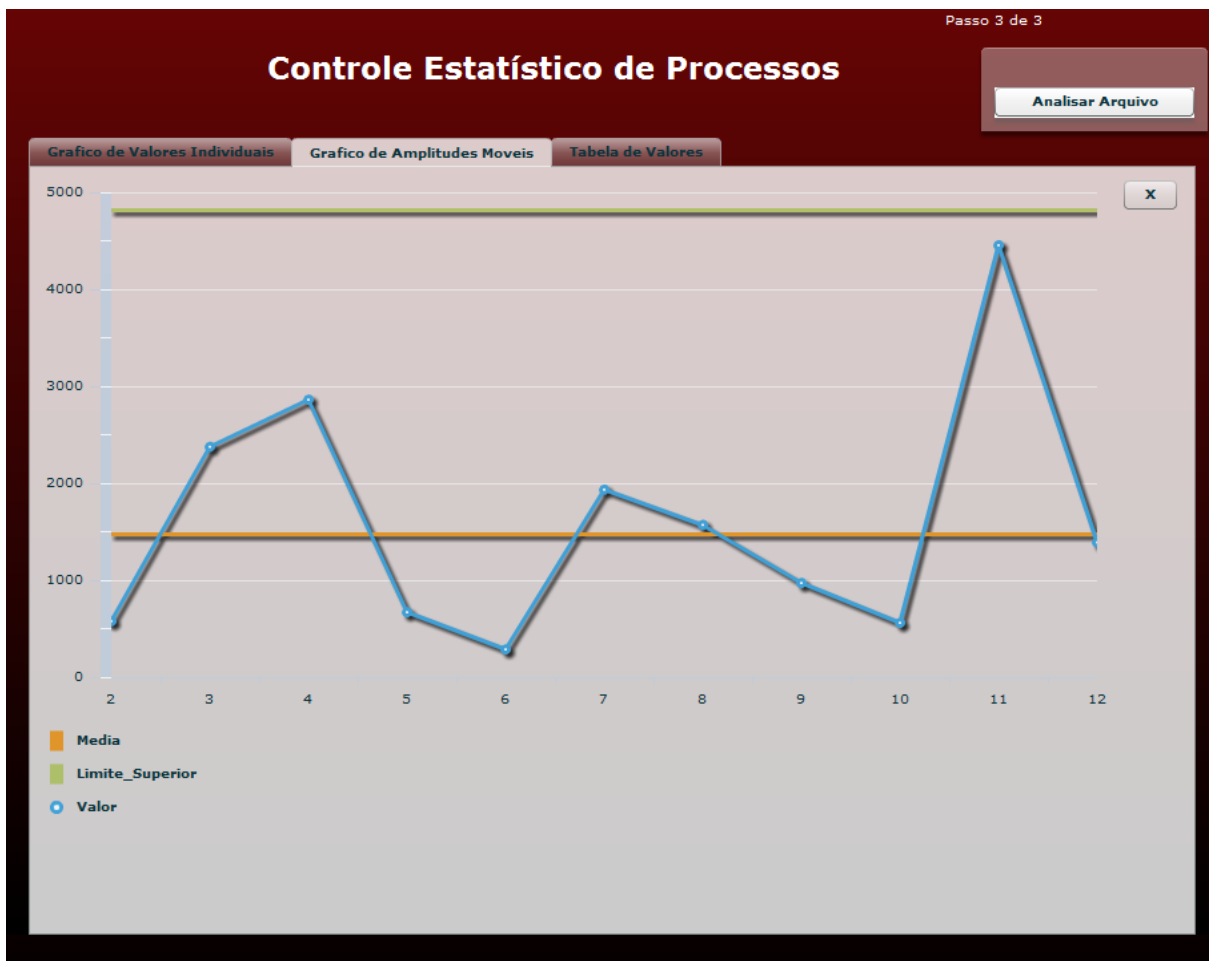 Passo 3 de 3
Controle Estatístico de Processos
Analisar Arquivo
Grafico de Valores Individuais Grafico de Amplitudes Moveis Tabela de Valores
x
5000
4000
3000
2000
1000
0
2 3 4 5 6 7 8 9 10 11 12
Media
Limite_Superior
Valor